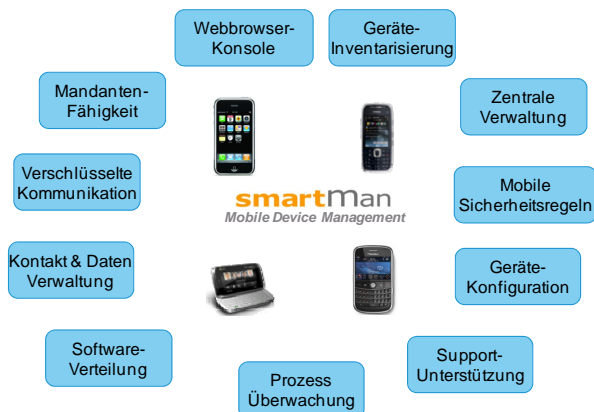 Webbrowser-
Konsole
Geräte-
Inventarisierung
Mandanten-
Fähigkeit
Zentrale
Verwaltung
Verschlüsselte
Kommunikation
smartMan
Mobile Device Management
Mobile
Sicherheitsregeln
Kontakt & Daten
Verwaltung
Geräte-
Konfiguration
Software-
Verteilung
Support-
Unterstützung
Prozess
Überwachung